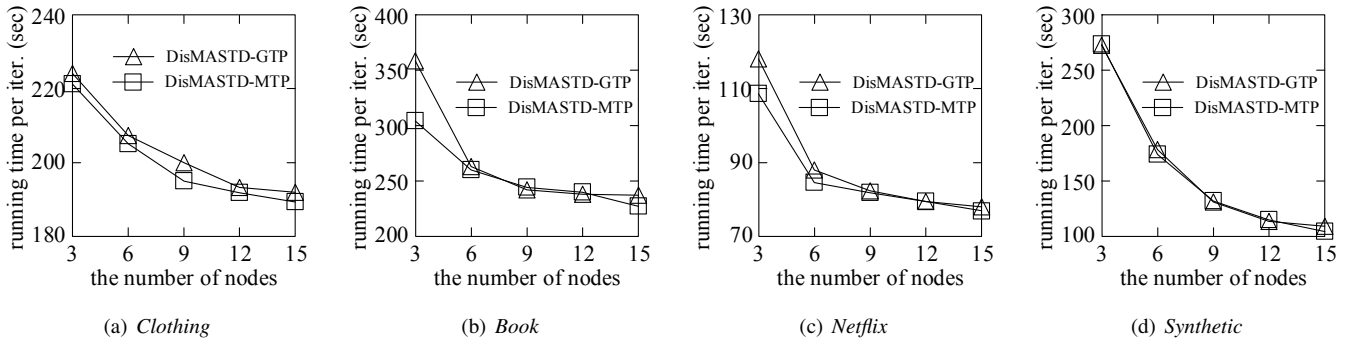 running time per iter. (sec)
240
220
200
180
DisMASTD-GTP
DisMASTD-MTP
3 6 9 12 15
the number of nodes
(a) Clothing
running time per iter. (sec)
400
350
300
250
200
DisMASTD-GTP
DisMASTD-MTP
3 6 9 12 15
the number of nodes
(b) Book
running time per iter. (sec)
130
110
90
70
DisMASTD-GTP
DisMASTD-MTP
3 6 9 12 15
the number of nodes
(c) Netflix
running time per iter. (sec)
300
250
200
150
100
DisMASTD-GTP
DisMASTD-MTP
3 6 9 12 15
the number of nodes
(d) Synthetic